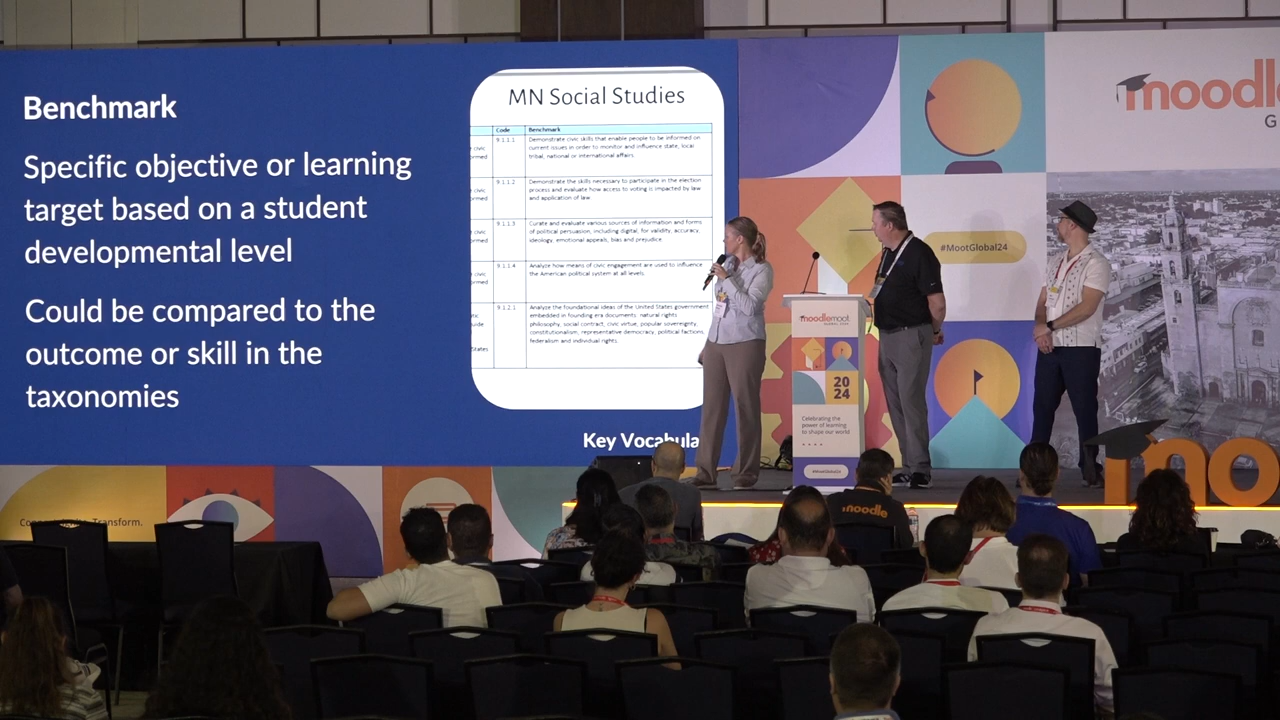 Benchmark
Specific objective or learning
target based on a student
developmental level
Could be compared to the
outcome or skill in the
taxonomies
MN Social Studies
Code Benchmark
9.1.1.1 Demonstrate civic skills that enable people to be informed on
current issues in order to monitor and influence state, local
tribal, national or international affairs.
9.1.1.2 Demonstrate the skills necessary to participate in the election
process and evaluate how access to voting is impacted by law
and application of law
9.1.1.3 Curate and evaluate various sources of information and forms
of political persuasion, including digital, for validity, accuracy,
ideology, emotional appeals, bias and prejudice
9.1.1.4 Analyze how means of civic engagement are used to influence
the American political system at all levels.
9.1.2.1 Analyze the foundational ideas of the United States government
embedded in founding era documents: natural rights
philosophy, social contract, civic virtue, popular sovereignty,
constitutionalism, representative democracy, political factions,
federalism and individual rights.
Key Vocabula
moodle
G
#MootGlobal24
moodlemoot
GLOBAL 2024
20
24
Celebrating the
power of learning
to shape our world
#MootGlobal24
Transform.
moodle
moo